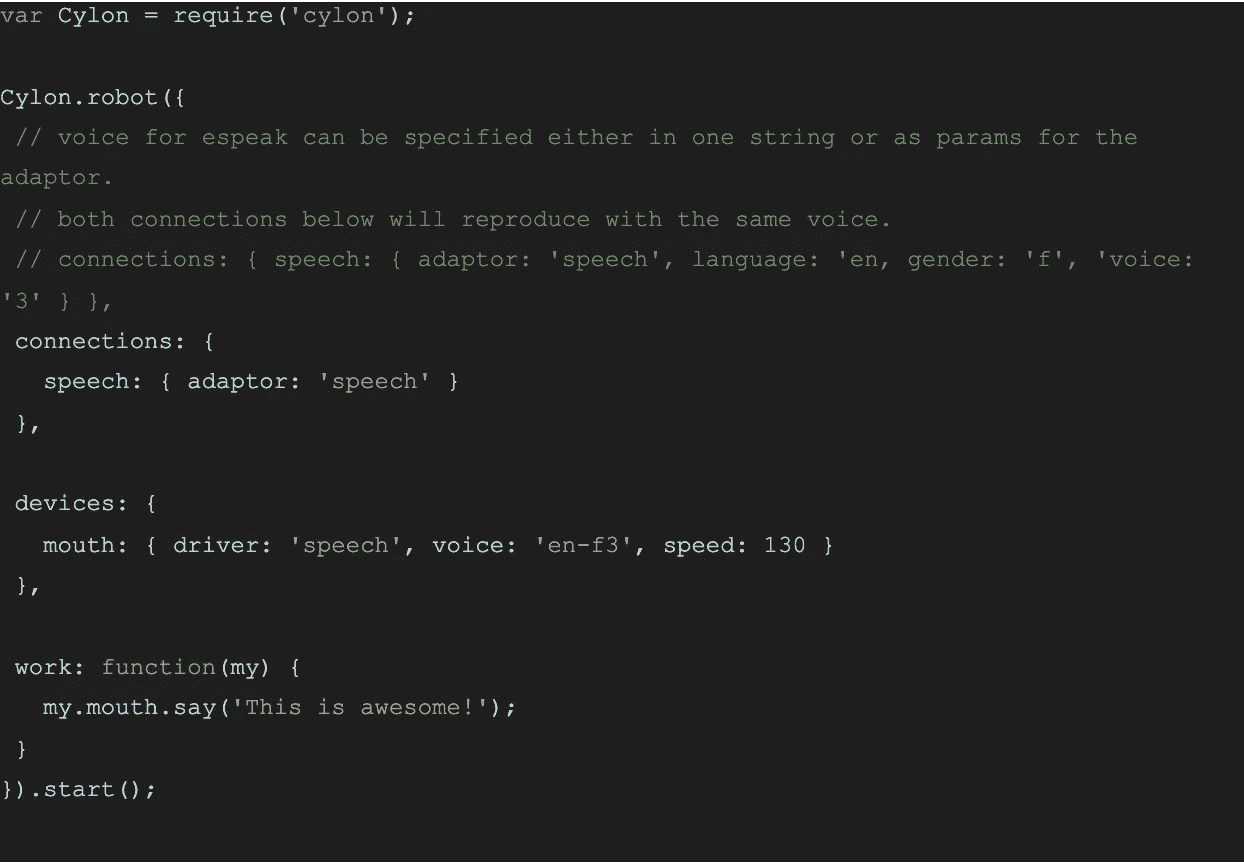 var Cylon = require('cylon');
Cylon.robot({
// voice for espeak can be specified either in one string or as params for the
adaptor.
// both connections below will reproduce with the same voice.
// connections: { speech: { adaptor: 'speech', language: 'en, gender: 'f', 'voice:
'3' } },
connections: {
speech: { adaptor: 'speech' }
},
devices: {
mouth: { driver: 'speech', voice: 'en-f3', speed: 130 }
},
work: function(my) {
my.mouth.say('This is awesome!');
}
}).start();